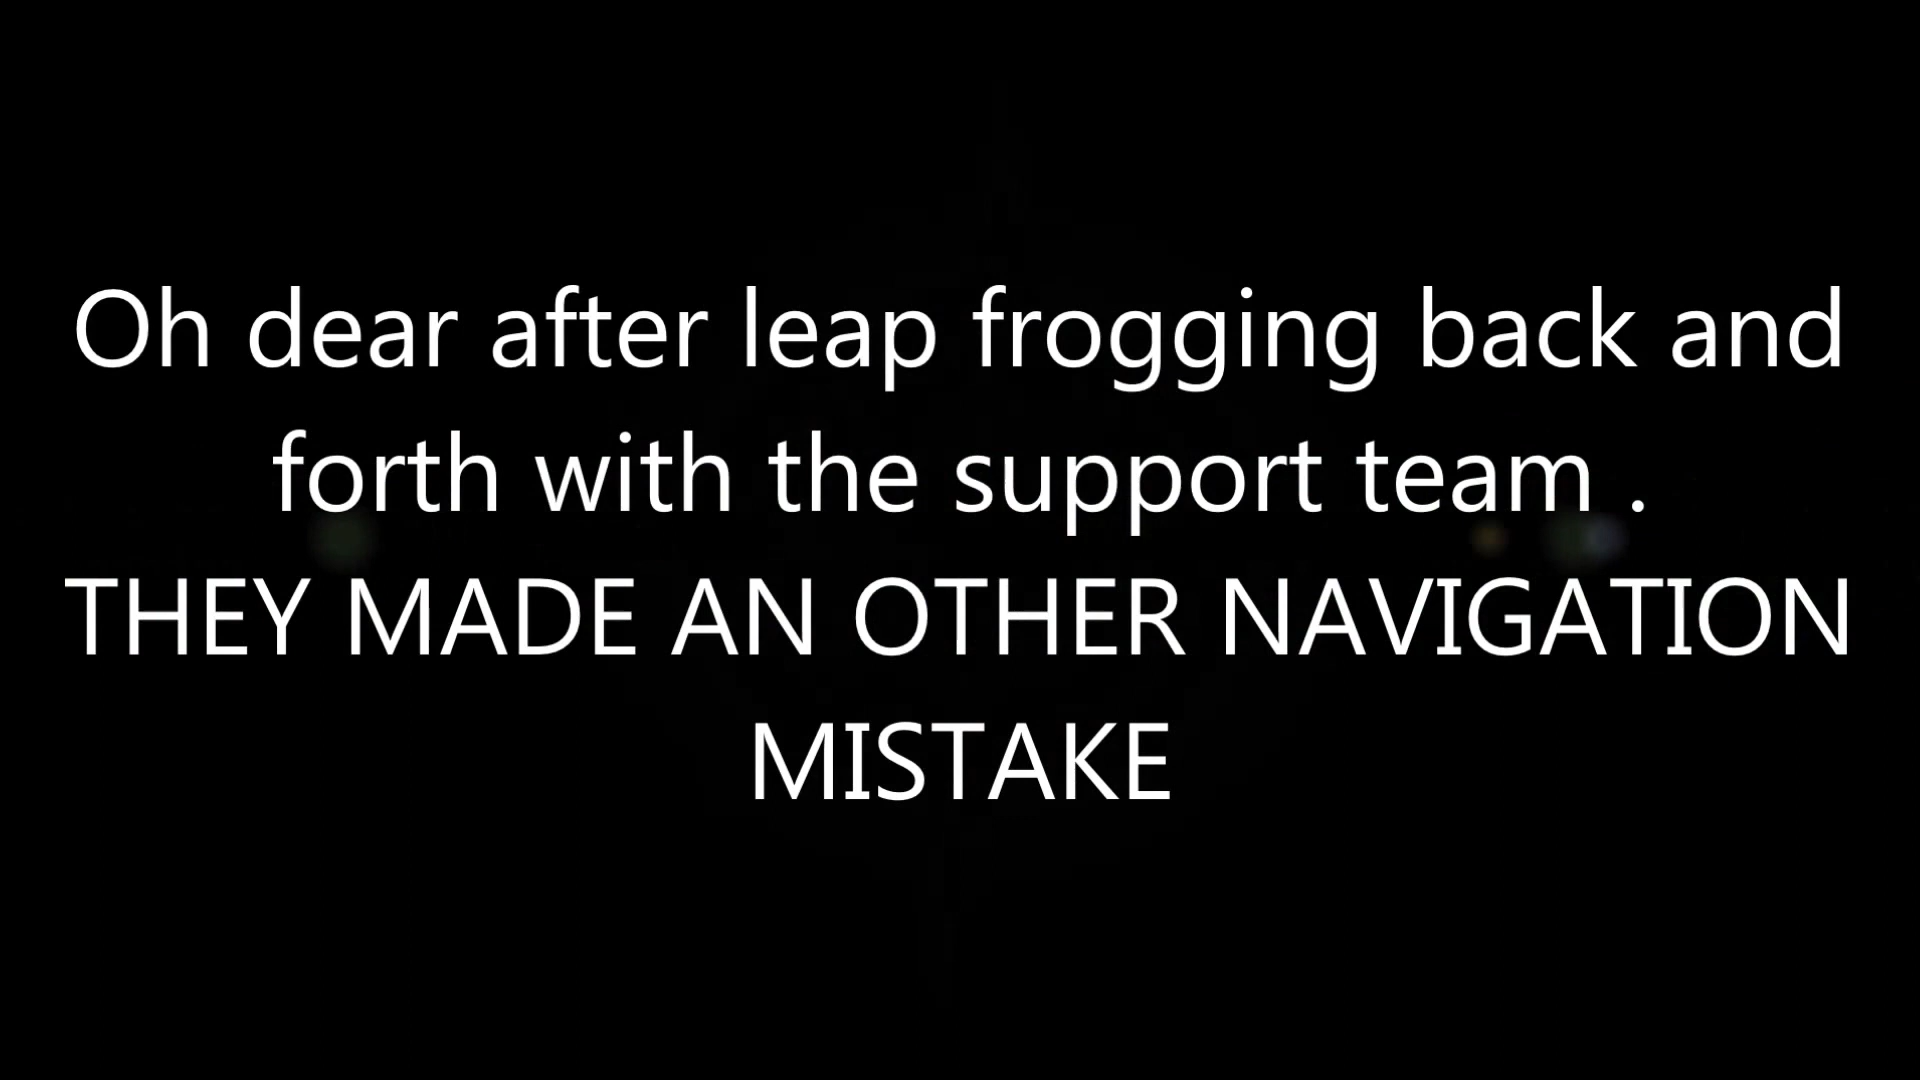 Oh dear after leap frogging back and
forth with the support team .
THEY MADE AN OTHER NAVIGATION
MISTAKE